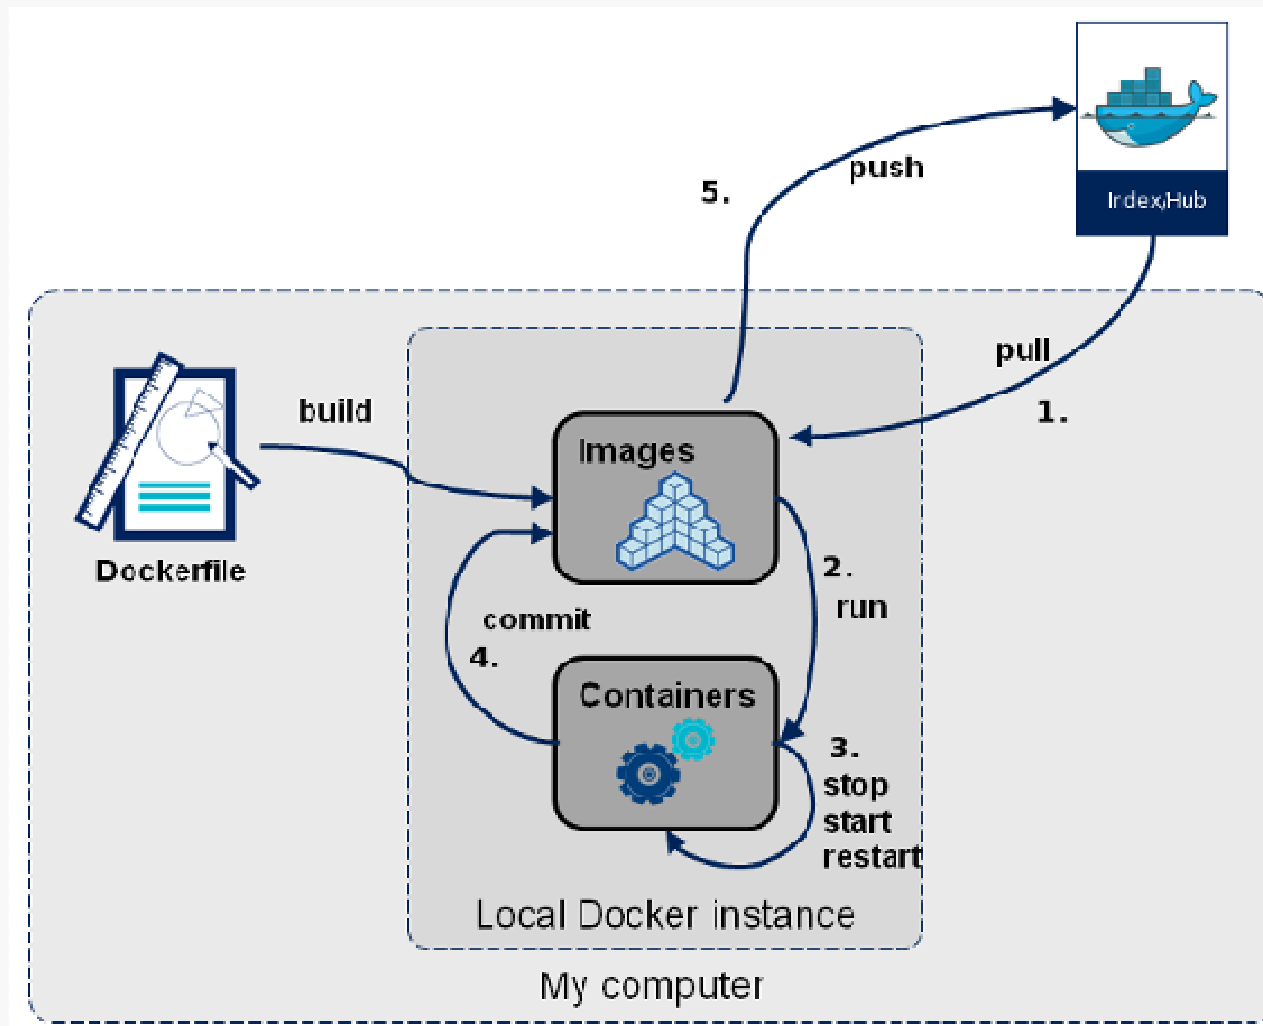 5.
push
Index/Hub
pull
1.
build
Images
Dockerfile
2.
run
commit
4.
Containers
3.
stop
start
restart
Local Docker instance
My computer